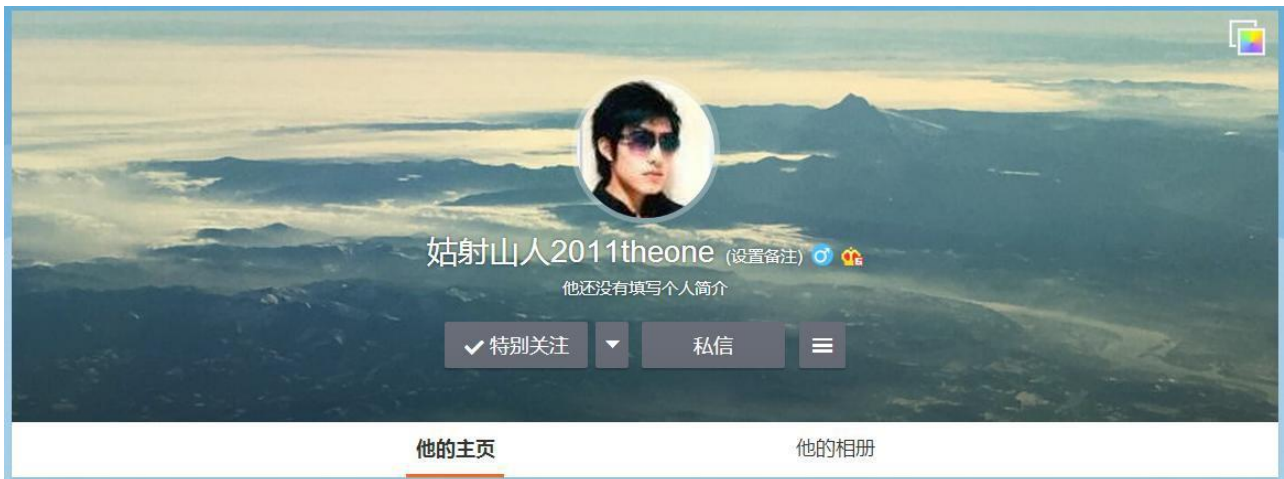 姑射山人2011theone (设置备注)
他还没有填写个人简介
特别关注 私信
他的主页 他的相册